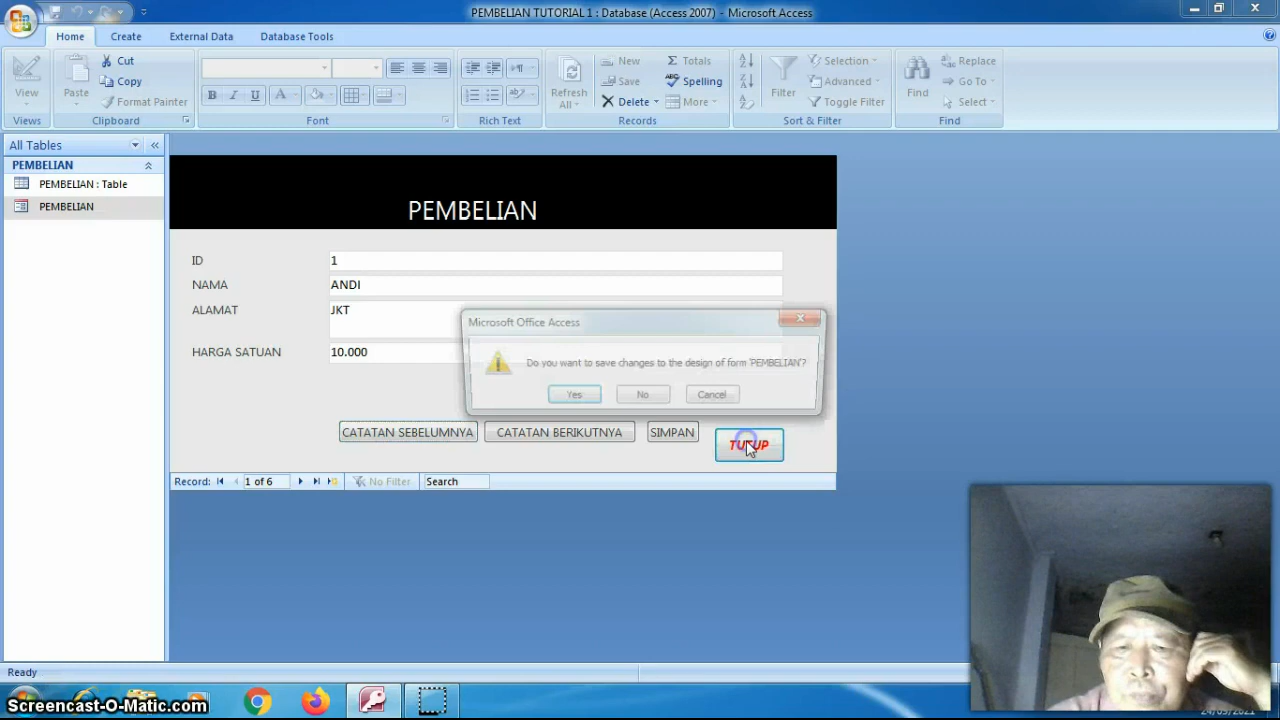 PEMBELIAN TUTORIAL 1 : Database (Access 2007) - Microsoft Access
Home Create External Data Database Tools
View
Views
Paste
Cut
Copy
Format Painter
Clipboard
B I U A
Font
Rich Text
Refresh All
New
Save
Delete
Totals
Spelling
More
Records
Filter
Selection
Advanced
Toggle Filter
Sort & Filter
Find
Replace
Go To
Select
Find
All Tables
PEMBELIAN
PEMBELIAN : Table
PEMBELIAN
PEMBELIAN
ID 1
NAMA ANDI
ALAMAT JKT
HARGA SATUAN 10.000
Microsoft Office Access
Do you want to save changes to the design of form 'PEMBELIAN'?
Yes No Cancel
CATATAN SEBELUMNYA CATATAN BERIKUTNYA SIMPAN TUTUP
Record: 1 of 6 No Filter Search
Ready
Screencast-O-Matic.com